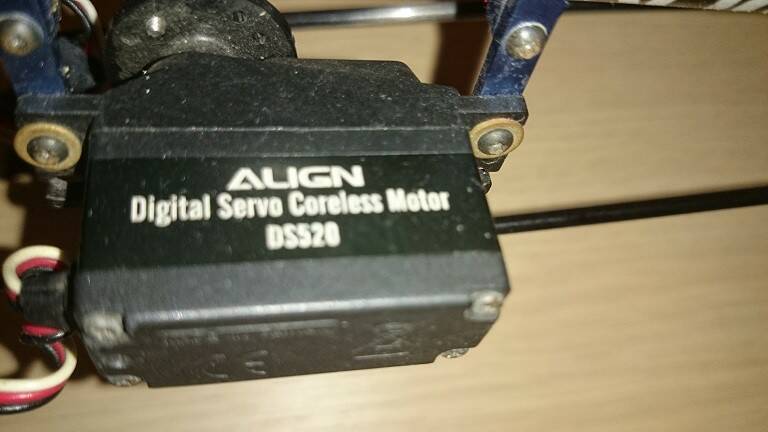 ALIGN
Digital Servo Coreless Motor
DS520